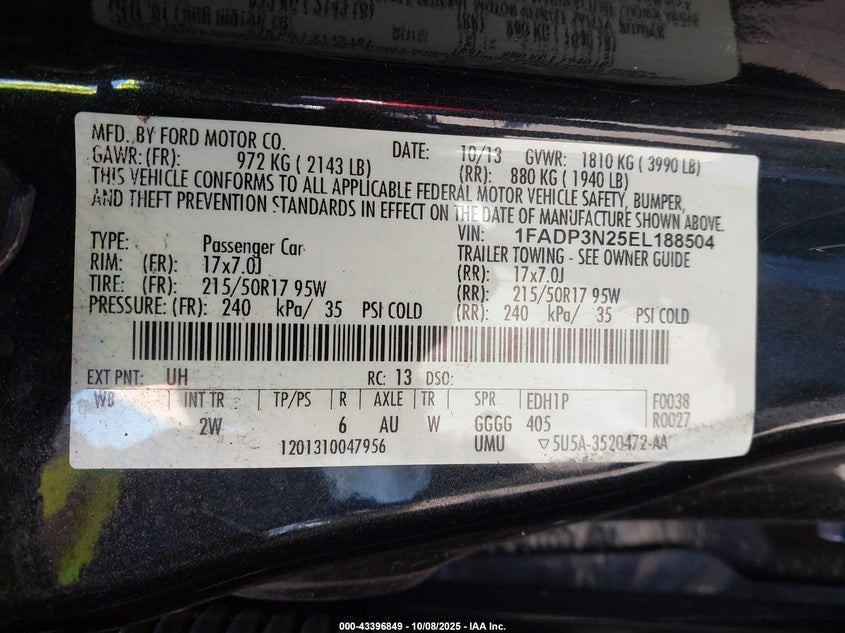 MFD. BY FORD MOTOR CO. DATE: 10/13 GVWR: 1810 KG ( 3990 LB)
GAWR: (FR): 972 KG ( 2143 LB) (RR): 880 KG ( 1940 LB)
THIS VEHICLE CONFORMS TO ALL APPLICABLE FEDERAL MOTOR VEHICLE SAFETY, BUMPER,
AND THEFT PREVENTION STANDARDS IN EFFECT ON THE DATE OF MANUFACTURE SHOWN ABOVE.
VIN: 1FADP3N25EL188504
TYPE: Passenger Car TRAILER TOWING - SEE OWNER GUIDE
RIM: (FR): 17x7.0J (RR): 17x7.0J
TIRE: (FR): 215/50R17 95W (RR): 215/50R17 95W
PRESSURE: (FR): 240 kPa/ 35 PSI COLD (RR): 240 kPa/ 35 PSI COLD
EXT PNT: UH RC: 13 DSO:
WB INT TR TP/PS R AXLE TR SPR EDH1P F0038
2W 6 AU W GGGG 405 R0027
1201310047956 UMU ▽5U5A-3520472-AA
000-43396849 - 10/08/2025 - IAA Inc.